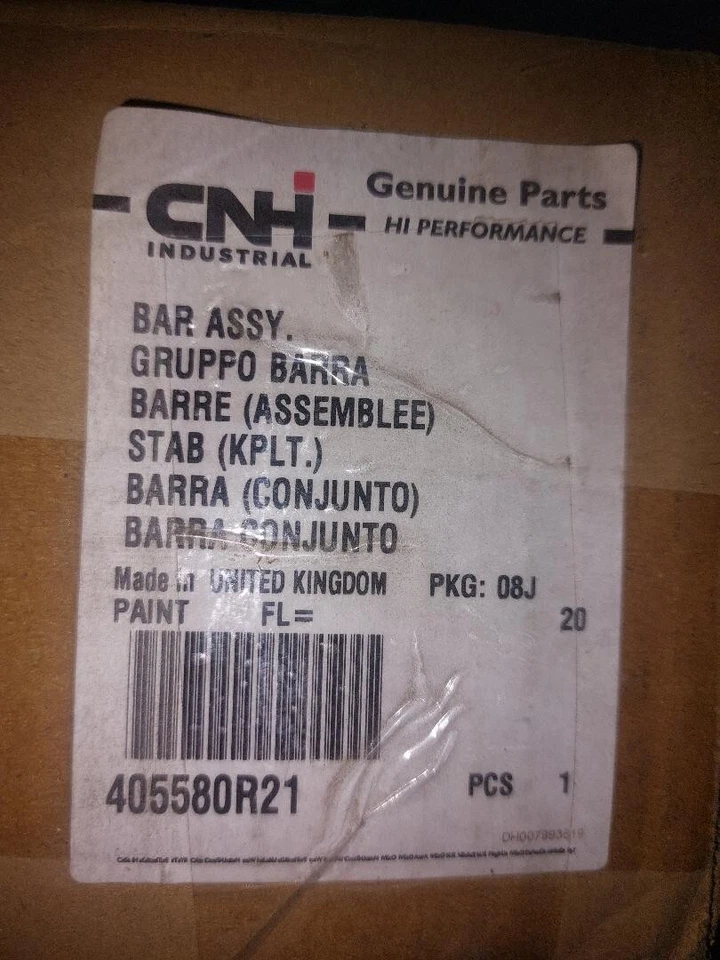 CNH
INDUSTRIAL
Genuine Parts
HI PERFORMANCE
BAR ASSY.
GRUPPO BARRA
BARRE (ASSEMBLEE)
STAB (KPLT.)
BARRA (CONJUNTO)
BARRA CONJUNTO
Made in UNITED KINGDOM PKG: 08J
PAINT FL= 20
405580R21 PCS 1